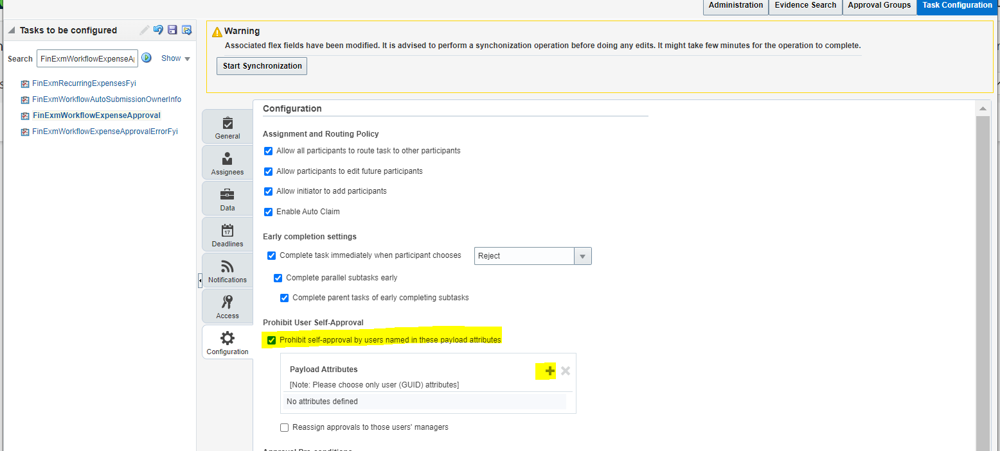 Administration
Evidence Search
Approval Groups
Task Configuration
Tasks to be configured
Search
FinExmWorkflowExpenseAp
Show
FinExmRecurringExpensesFyi
FinExmWorkflowAutoSubmissionOwnerInfo
FinExmWorkflowExpenseApproval
FinExmWorkflowExpenseApprovalErrorFyi
Warning
Associated flex fields have been modified. It is advised to perform a synchonization operation before doing any edits. It might take few minutes for the operation to complete.
Start Synchronization
General
Assignees
Data
17
Deadlines
Notifications
Access
Configuration
Configuration
Assignment and Routing Policy
Allow all participants to route task to other participants
Allow participants to edit future participants
Allow initiator to add participants
Enable Auto Claim
Early completion settings
Complete task immediately when participant chooses
Reject
Complete parallel subtasks early
Complete parent tasks of early completing subtasks
Prohibit User Self-Approval
Prohibit self-approval by users named in these payload attributes
Payload Attributes
[Note: Please choose only user (GUID) attributes]
No attributes defined
Reassign approvals to those users' managers
Approval Pre-conditions